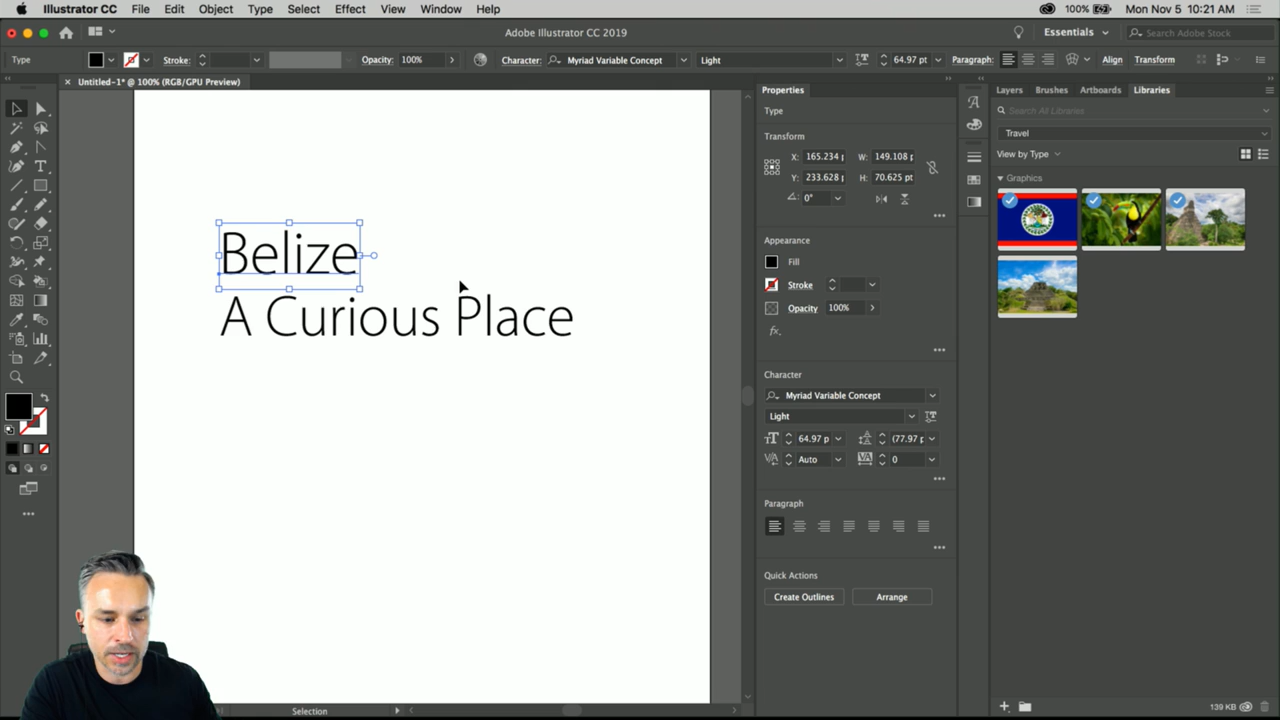 Illustrator CC File Edit Object Type Select Effect View Window Help 100% Mon Nov 5 10:21 AM
Adobe Illustrator CC 2019 Essentials Search Adobe Stock
Type Stroke: Opacity: 100% Character: Myriad Variable Concept Light 64.97 pt Paragraph: Align Transform
× Untitled-1* @ 100% (RGB/GPU Preview)
Properties Layers Brushes Artboards Libraries
Type Search All Libraries
Transform Travel
X: 165.234 p W: 149.108 p View by Type
Y: 233.628 p H: 70.625 pt Graphics
0°
Appearance
Fill
Stroke
Opacity 100%
fx.
Belize
A Curious Place
Character
Myriad Variable Concept
Light
64.97 p (77.97 p
Auto 0
Paragraph
Quick Actions
Create Outlines Arrange
Selection 139 KB